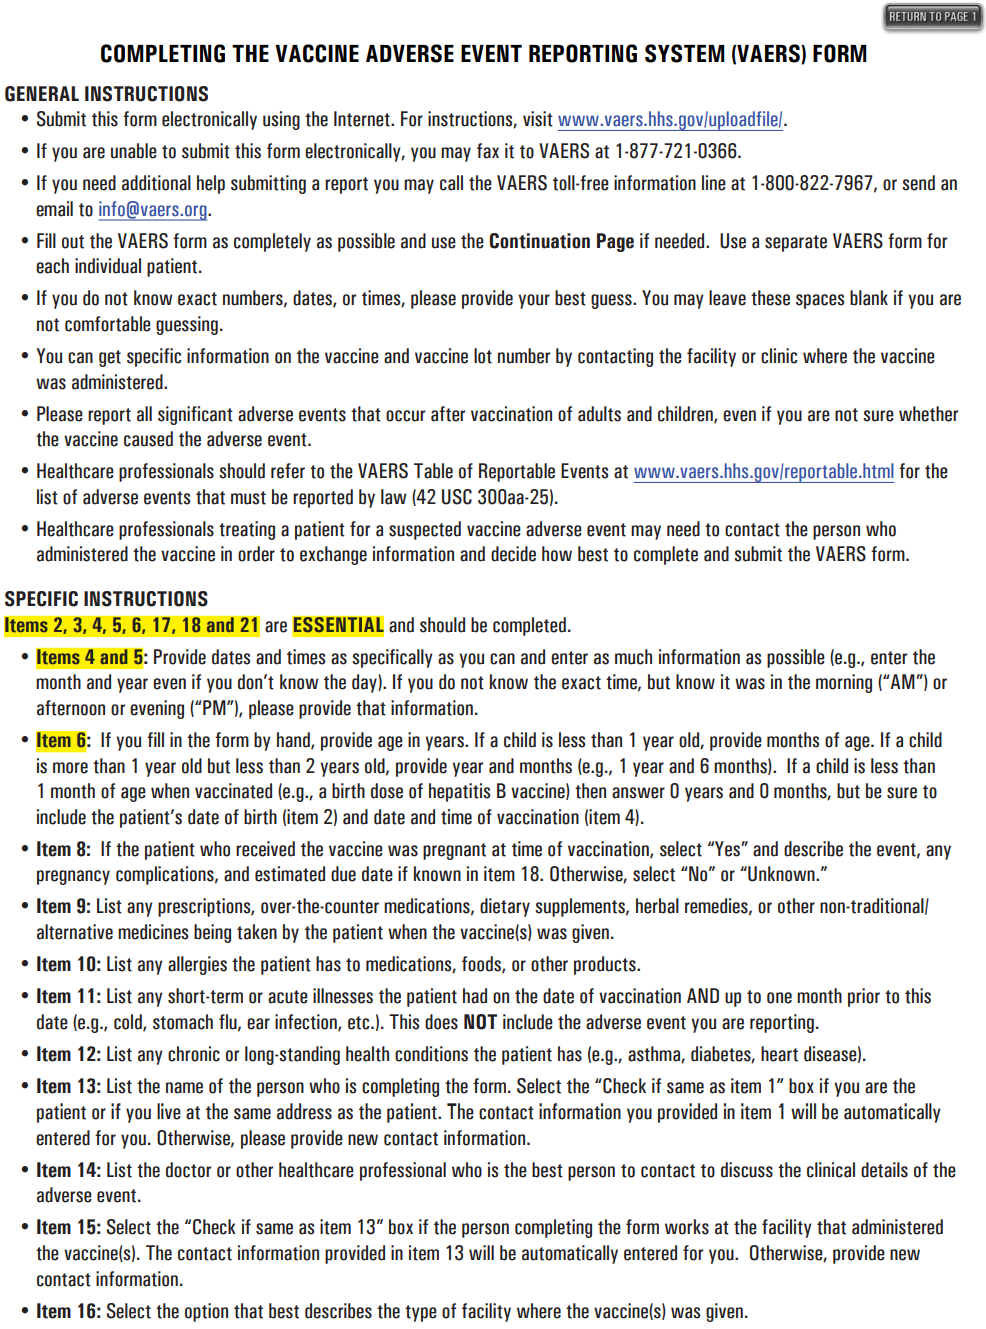 RETURN TO PAGE 1
COMPLETING THE VACCINE ADVERSE EVENT REPORTING SYSTEM (VAERS) FORM
GENERAL INSTRUCTIONS
• Submit this form electronically using the Internet. For instructions, visit www.vaers.hhs.gov/uploadfile/.
• If you are unable to submit this form electronically, you may fax it to VAERS at 1-877-721-0366.
• If you need additional help submitting a report you may call the VAERS toll-free information line at 1-800-822-7967, or send an
email to info@vaers.org.
• Fill out the VAERS form as completely as possible and use the Continuation Page if needed. Use a separate VAERS form for
each individual patient.
• If you do not know exact numbers, dates, or times, please provide your best guess. You may leave these spaces blank if you are
not comfortable guessing.
• You can get specific information on the vaccine and vaccine lot number by contacting the facility or clinic where the vaccine
was administered.
• Please report all significant adverse events that occur after vaccination of adults and children, even if you are not sure whether
the vaccine caused the adverse event.
• Healthcare professionals should refer to the VAERS Table of Reportable Events at www.vaers.hhs.gov/reportable.html for the
list of adverse events that must be reported by law (42 USC 300aa-25).
• Healthcare professionals treating a patient for a suspected vaccine adverse event may need to contact the person who
administered the vaccine in order to exchange information and decide how best to complete and submit the VAERS form.
SPECIFIC INSTRUCTIONS
Items 2, 3, 4, 5, 6, 17, 18 and 21 are ESSENTIAL and should be completed.
• Items 4 and 5: Provide dates and times as specifically as you can and enter as much information as possible (e.g., enter the
month and year even if you don’t know the day). If you do not know the exact time, but know it was in the morning (“AM”) or
afternoon or evening (“PM”), please provide that information.
• Item 6: If you fill in the form by hand, provide age in years. If a child is less than 1 year old, provide months of age. If a child
is more than 1 year old but less than 2 years old, provide year and months (e.g., 1 year and 6 months). If a child is less than
1 month of age when vaccinated (e.g., a birth dose of hepatitis B vaccine) then answer 0 years and 0 months, but be sure to
include the patient’s date of birth (item 2) and date and time of vaccination (item 4).
• Item 8: If the patient who received the vaccine was pregnant at time of vaccination, select “Yes” and describe the event, any
pregnancy complications, and estimated due date if known in item 18. Otherwise, select “No” or “Unknown.”
• Item 9: List any prescriptions, over-the-counter medications, dietary supplements, herbal remedies, or other non-traditional/
alternative medicines being taken by the patient when the vaccine(s) was given.
• Item 10: List any allergies the patient has to medications, foods, or other products.
• Item 11: List any short-term or acute illnesses the patient had on the date of vaccination AND up to one month prior to this
date (e.g., cold, stomach flu, ear infection, etc.). This does NOT include the adverse event you are reporting.
• Item 12: List any chronic or long-standing health conditions the patient has (e.g., asthma, diabetes, heart disease).
• Item 13: List the name of the person who is completing the form. Select the “Check if same as item 1” box if you are the
patient or if you live at the same address as the patient. The contact information you provided in item 1 will be automatically
entered for you. Otherwise, please provide new contact information.
• Item 14: List the doctor or other healthcare professional who is the best person to contact to discuss the clinical details of the
adverse event.
• Item 15: Select the “Check if same as item 13” box if the person completing the form works at the facility that administered
the vaccine(s). The contact information provided in item 13 will be automatically entered for you. Otherwise, provide new
contact information.
• Item 16: Select the option that best describes the type of facility where the vaccine(s) was given.